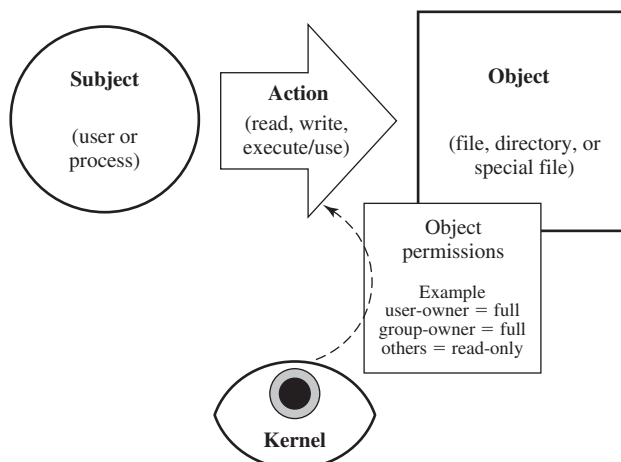 Subject
(user or
process)
Action
(read, write,
execute/use)
Object
(file, directory, or
special file)
Object
permissions
Example
user-owner = full
group-owner = full
others = read-only
Kernel